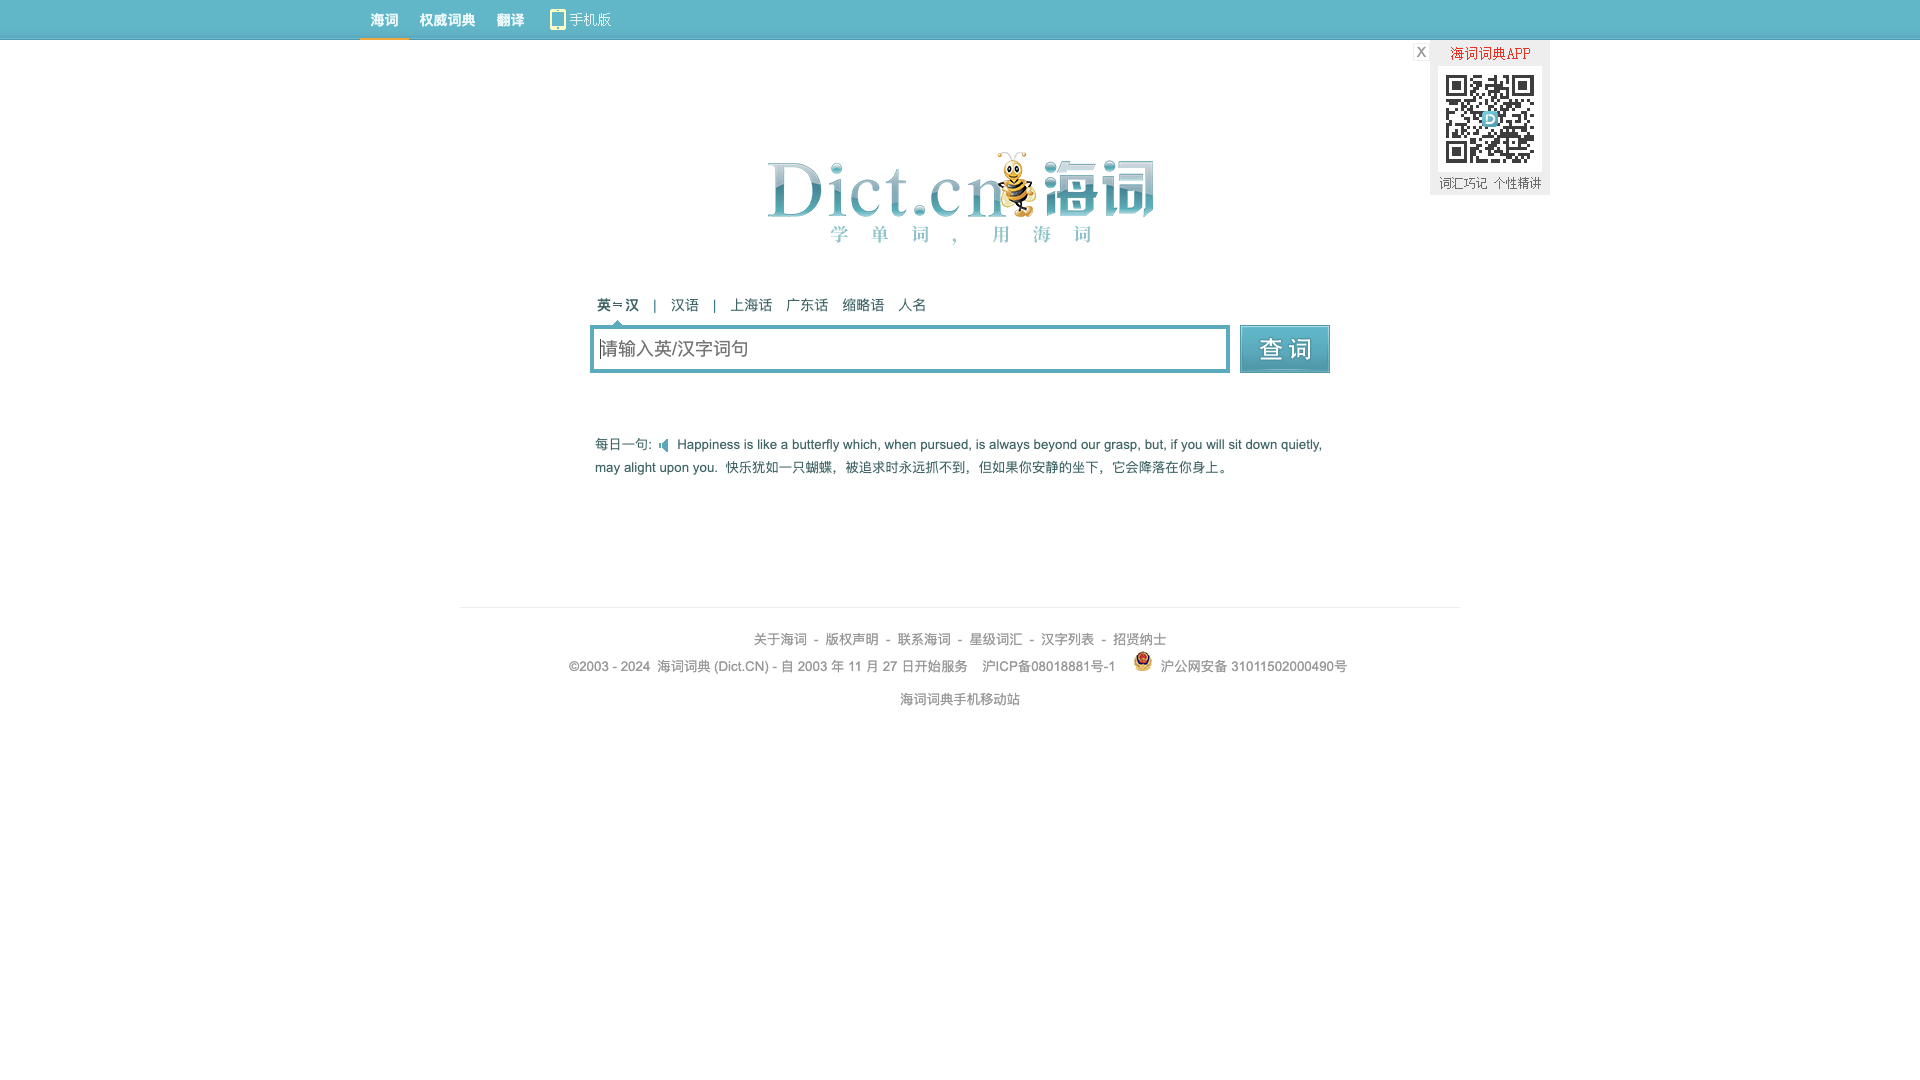 海词 权威词典 翻译 手机版
X 海词词典APP
D
词汇巧记 个性精讲
Dict.cn 海词
学 单 词 , 用 海 词
英⇋汉 | 汉语 | 上海话 广东话 缩略语 人名
请输入英/汉字词句
查 词
每日一句: Happiness is like a butterfly which, when pursued, is always beyond our grasp, but, if you will sit down quietly,
may alight upon you. 快乐犹如一只蝴蝶，被追求时永远抓不到，但如果你安静的坐下，它会降落在你身上。
关于海词 - 版权声明 - 联系海词 - 星级词汇 - 汉字列表 - 招贤纳士
©2003 - 2024 海词词典 (Dict.CN) - 自 2003 年 11 月 27 日开始服务 沪ICP备08018881号-1 沪公网安备 31011502000490号
海词词典手机移动站